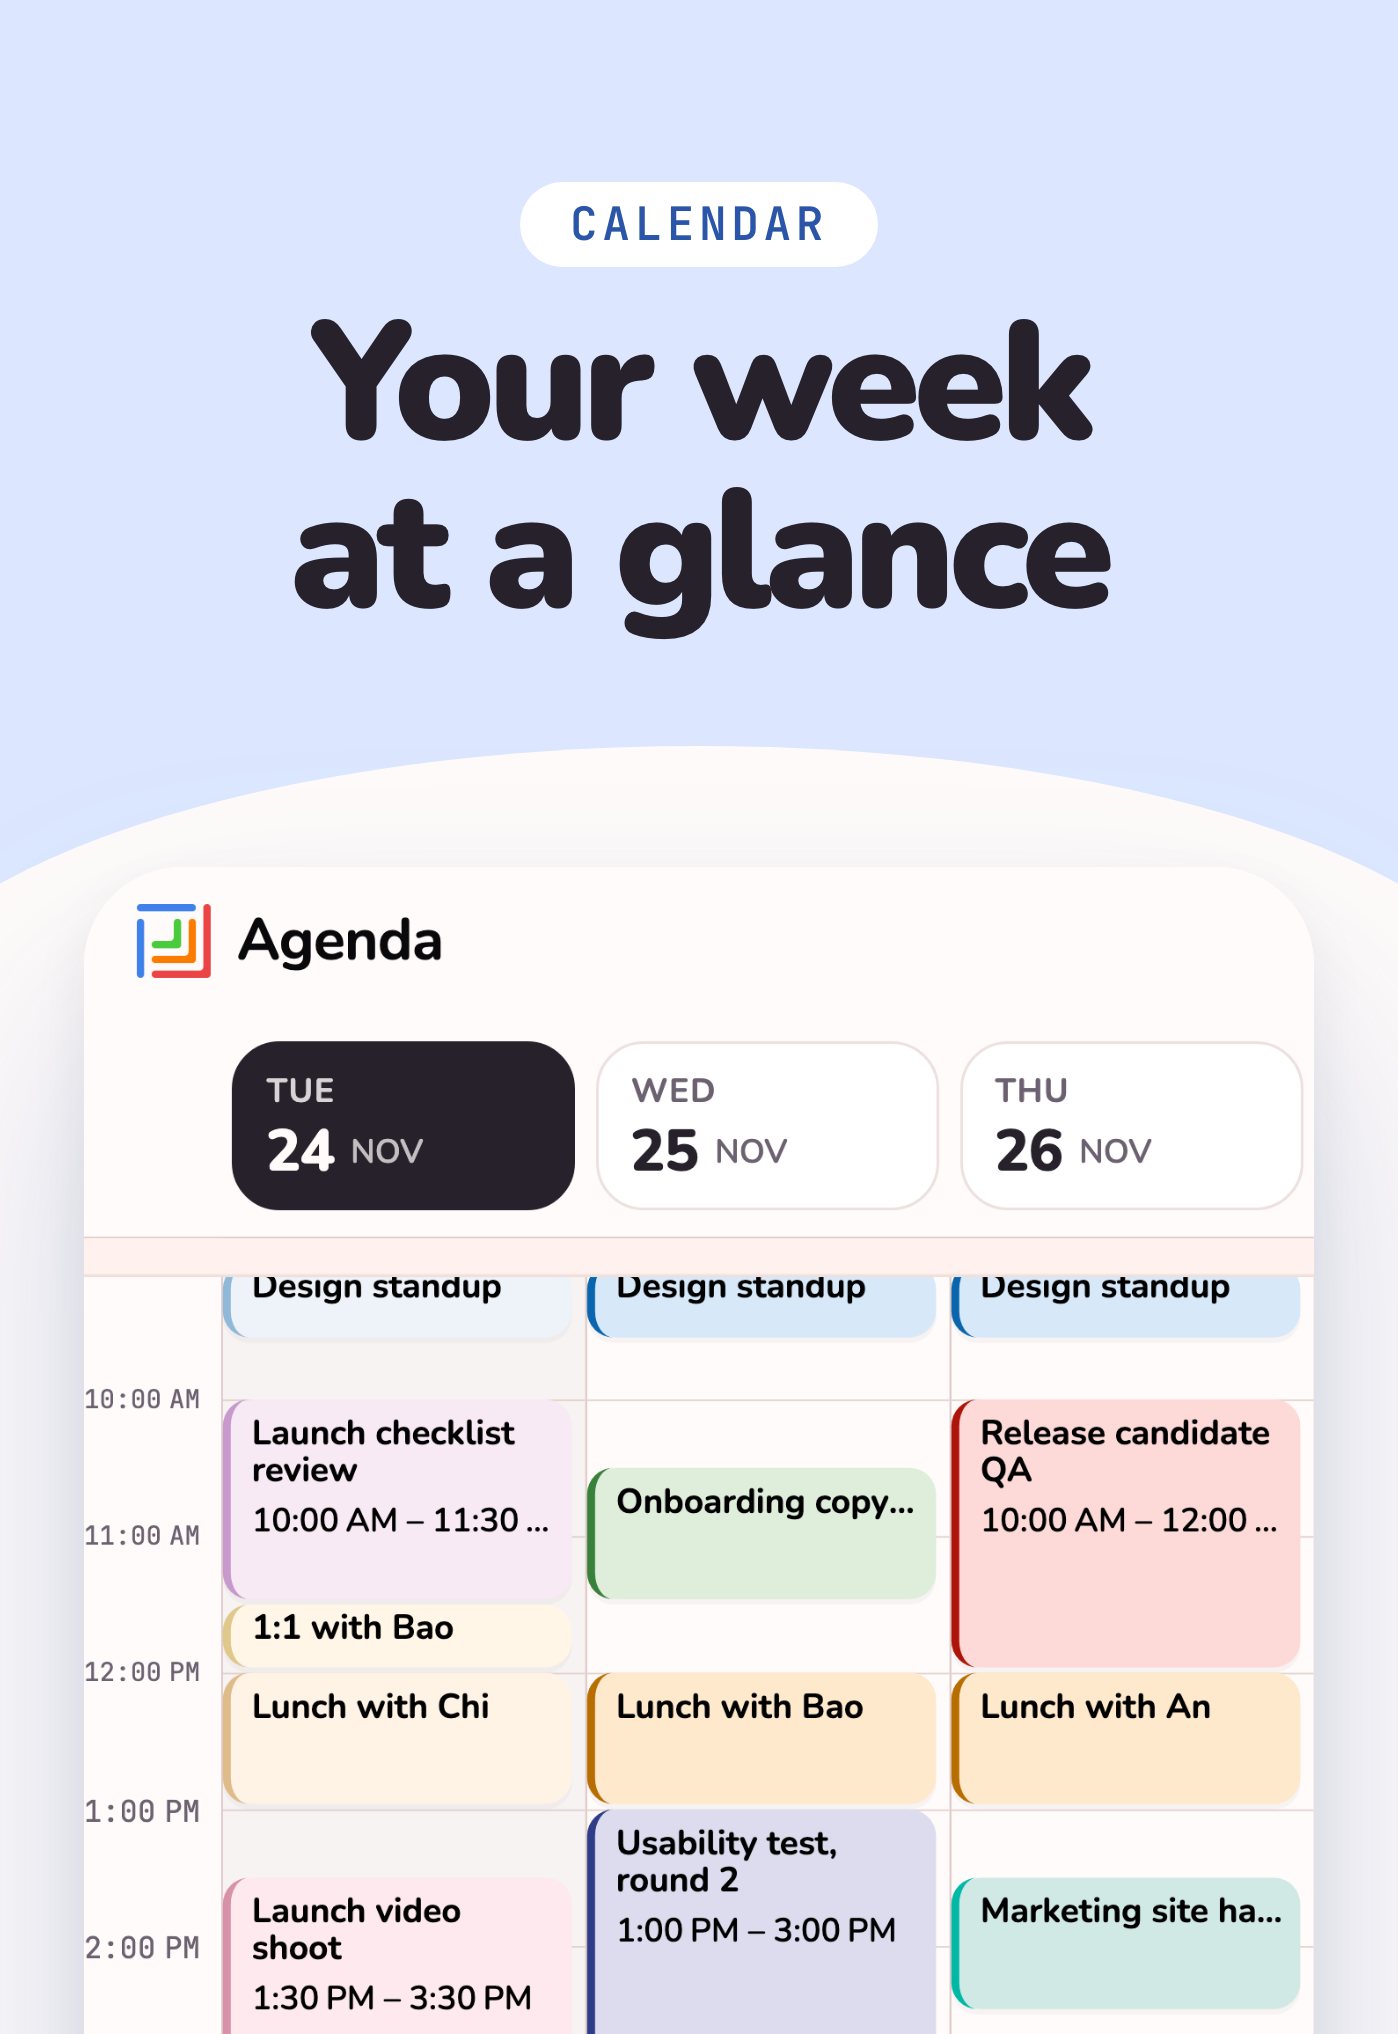 CALENDAR
Your week
at a glance
Agenda
TUE
24 NOV
WED
25 NOV
THU
26 NOV
Design standup
Design standup
Design standup
10:00 AM
Launch checklist
review
10:00 AM – 11:30 ...
Onboarding copy...
Release candidate
QA
10:00 AM – 12:00 ...
11:00 AM
1:1 with Bao
12:00 PM
Lunch with Chi
Lunch with Bao
Lunch with An
1:00 PM
Usability test,
round 2
1:00 PM – 3:00 PM
Launch video
shoot
1:30 PM – 3:30 PM
Marketing site ha...
2:00 PM